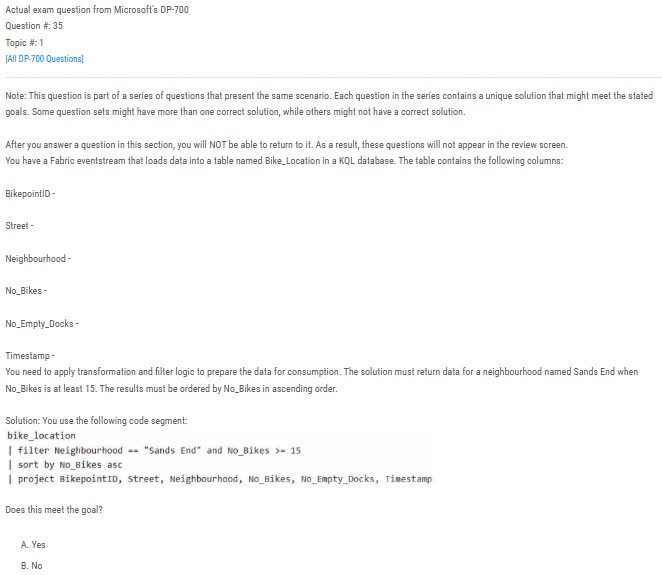 Actual exam question from Microsoft's DP-700
Question #: 35
Topic #: 1
[All DP-700 Questions]
Note: This question is part of a series of questions that present the same scenario. Each question in the series contains a unique solution that might meet the stated
goals. Some question sets might have more than one correct solution, while others might not have a correct solution.
After you answer a question in this section, you will NOT be able to return to it. As a result, these questions will not appear in the review screen.
You have a Fabric eventstream that loads data into a table named Bike_Location in a KQL database. The table contains the following columns:
BikepointID -
Street -
Neighbourhood -
No_Bikes -
No_Empty_Docks -
Timestamp -
You need to apply transformation and filter logic to prepare the data for consumption. The solution must return data for a neighbourhood named Sands End when
No_Bikes is at least 15. The results must be ordered by No_Bikes in ascending order.
Solution: You use the following code segment:
bike_location
| filter Neighbourhood == "Sands End" and No_Bikes >= 15
| sort by No_Bikes asc
| project BikepointID, Street, Neighbourhood, No_Bikes, No_Empty_Docks, Timestamp
Does this meet the goal?
A. Yes
B. No